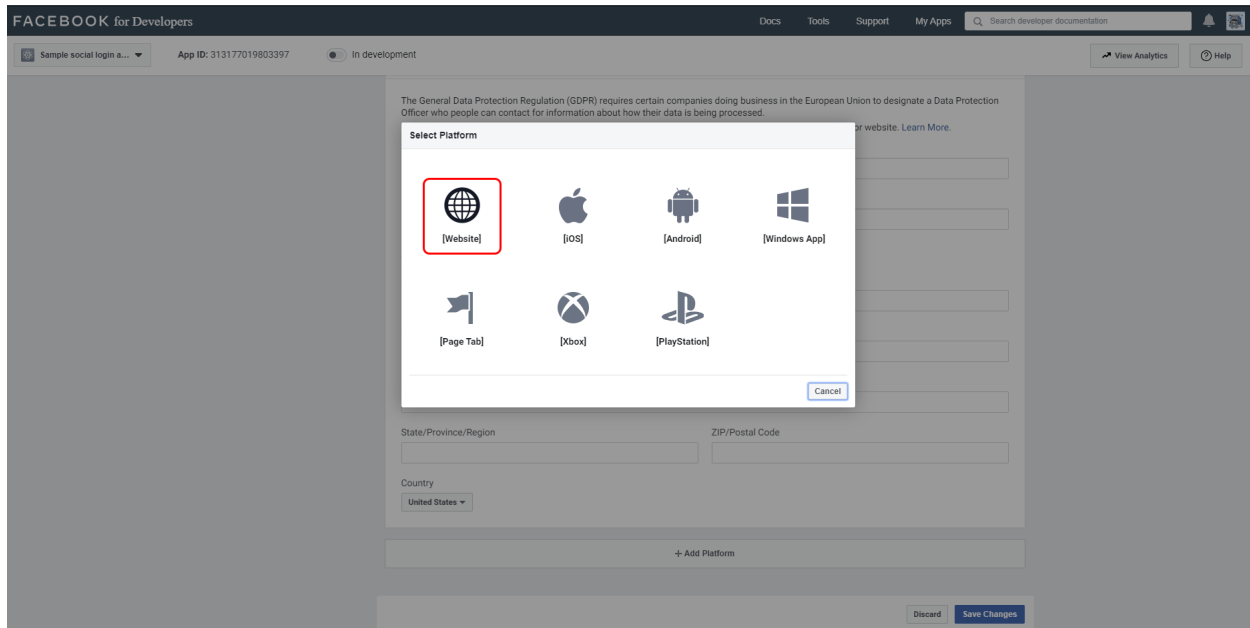 FACEBOOK for Developers
Docs Tools Support My Apps Search developer documentation
Sample social login a... App ID: 313177019803397 In development View Analytics Help
The General Data Protection Regulation (GDPR) requires certain companies doing business in the European Union to designate a Data Protection
Officer who people can contact for information about how their data is being processed.
or website. Learn More.
Select Platform
[Website] [iOS] [Android] [Windows App]
[Page Tab] [Xbox] [PlayStation]
Cancel
State/Province/Region ZIP/Postal Code
Country
United States
+ Add Platform
Discard Save Changes